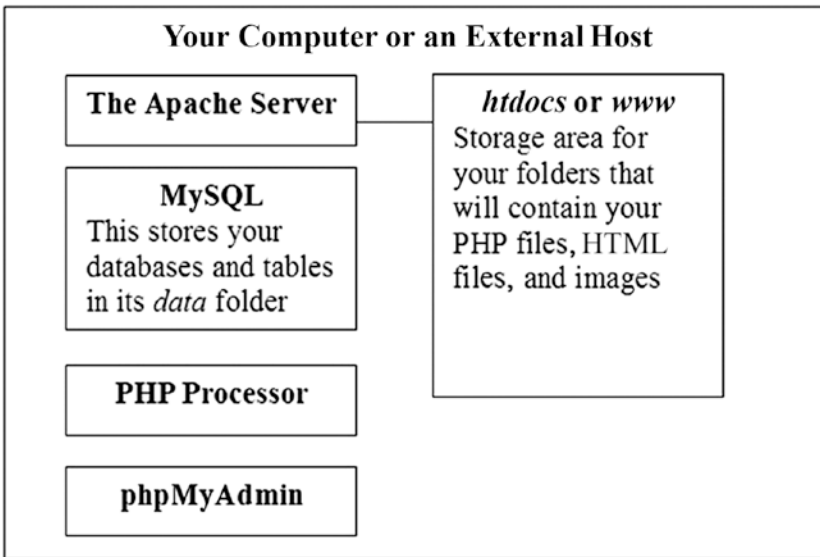 Your Computer or an External Host
The Apache Server
htdocs or www
Storage area for
your folders that
will contain your
PHP files, HTML
files, and images
MySQL
This stores your
databases and tables
in its data folder
PHP Processor
phpMyAdmin